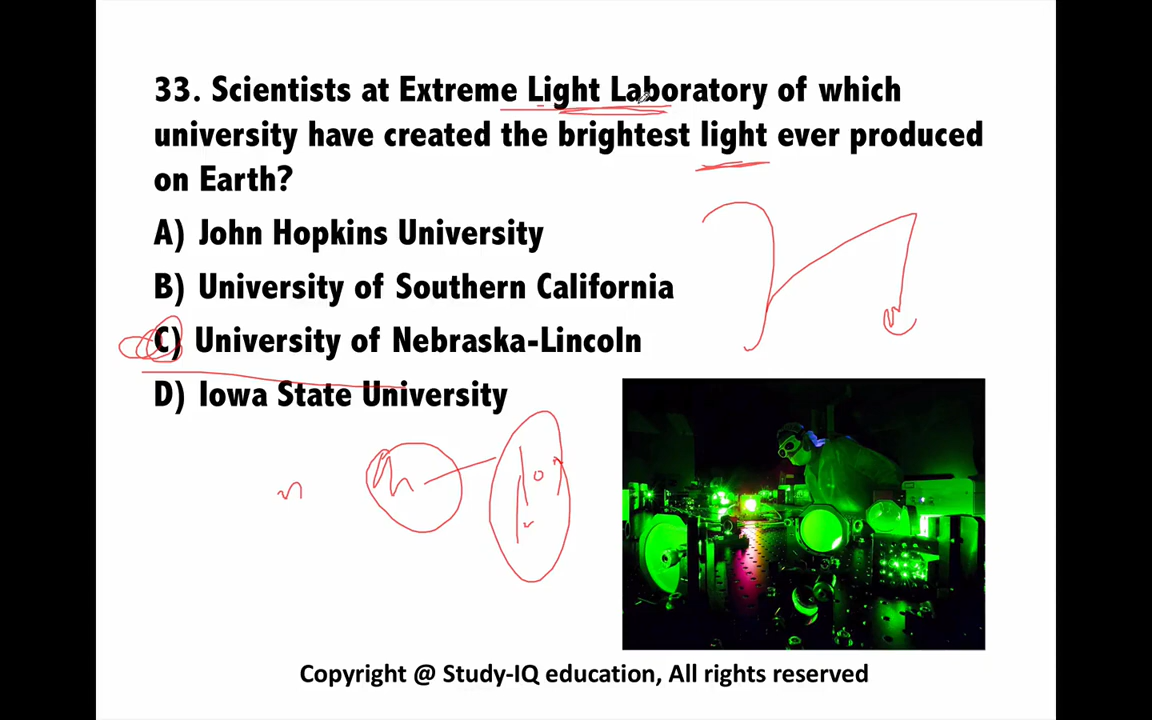 33. Scientists at Extreme Light Laboratory of which
university have created the brightest light ever produced
on Earth?
A) John Hopkins University
B) University of Southern California
C) University of Nebraska-Lincoln
D) Iowa State University
Copyright @ Study-IQ education, All rights reserved